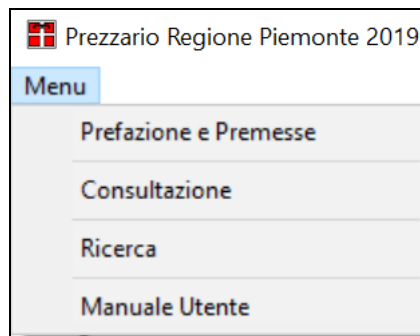 Prezzario Regione Piemonte 2019
Menu
Prefazione e Premesse
Consultazione
Ricerca
Manuale Utente